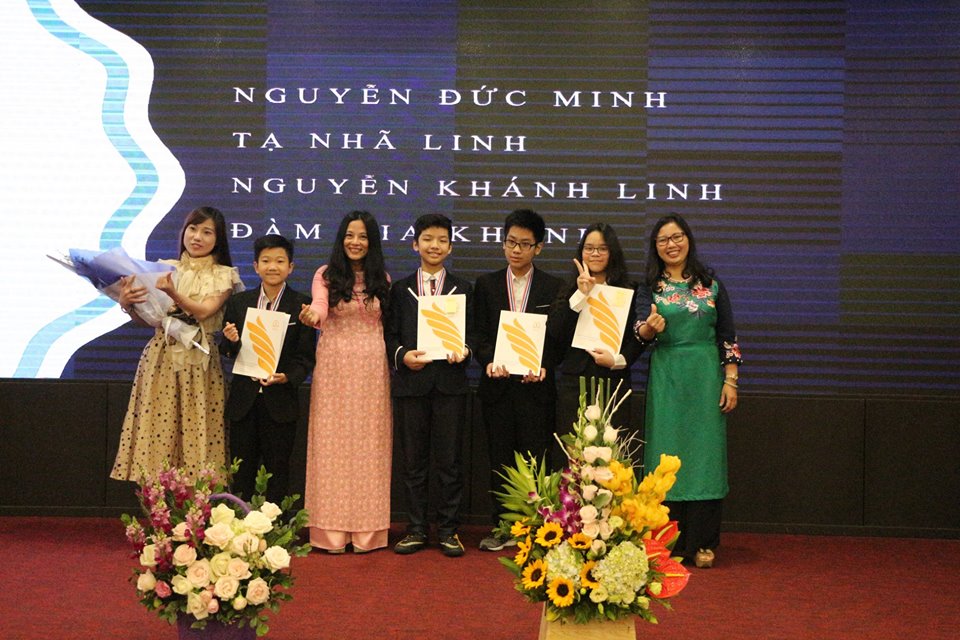 NGUYỄN ĐỨC MINH
TẠ NHÃ LINH
NGUYỄN KHÁNH LINH
ĐÀM